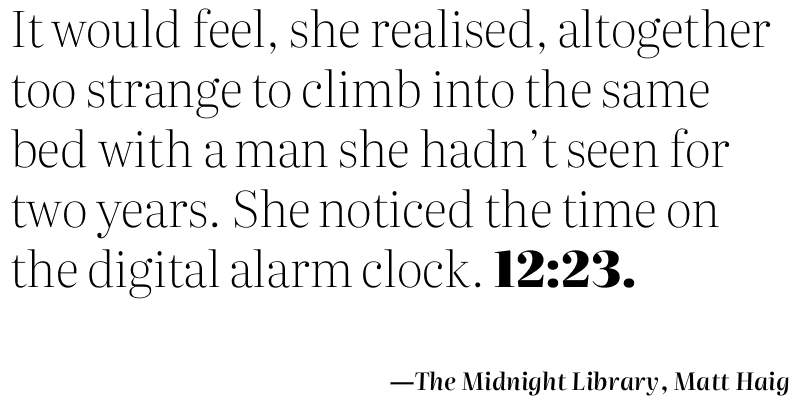 It would feel, she realised, altogether
too strange to climb into the same
bed with a man she hadn’t seen for
two years. She noticed the time on
the digital alarm clock. 12:23.
—The Midnight Library, Matt Haig